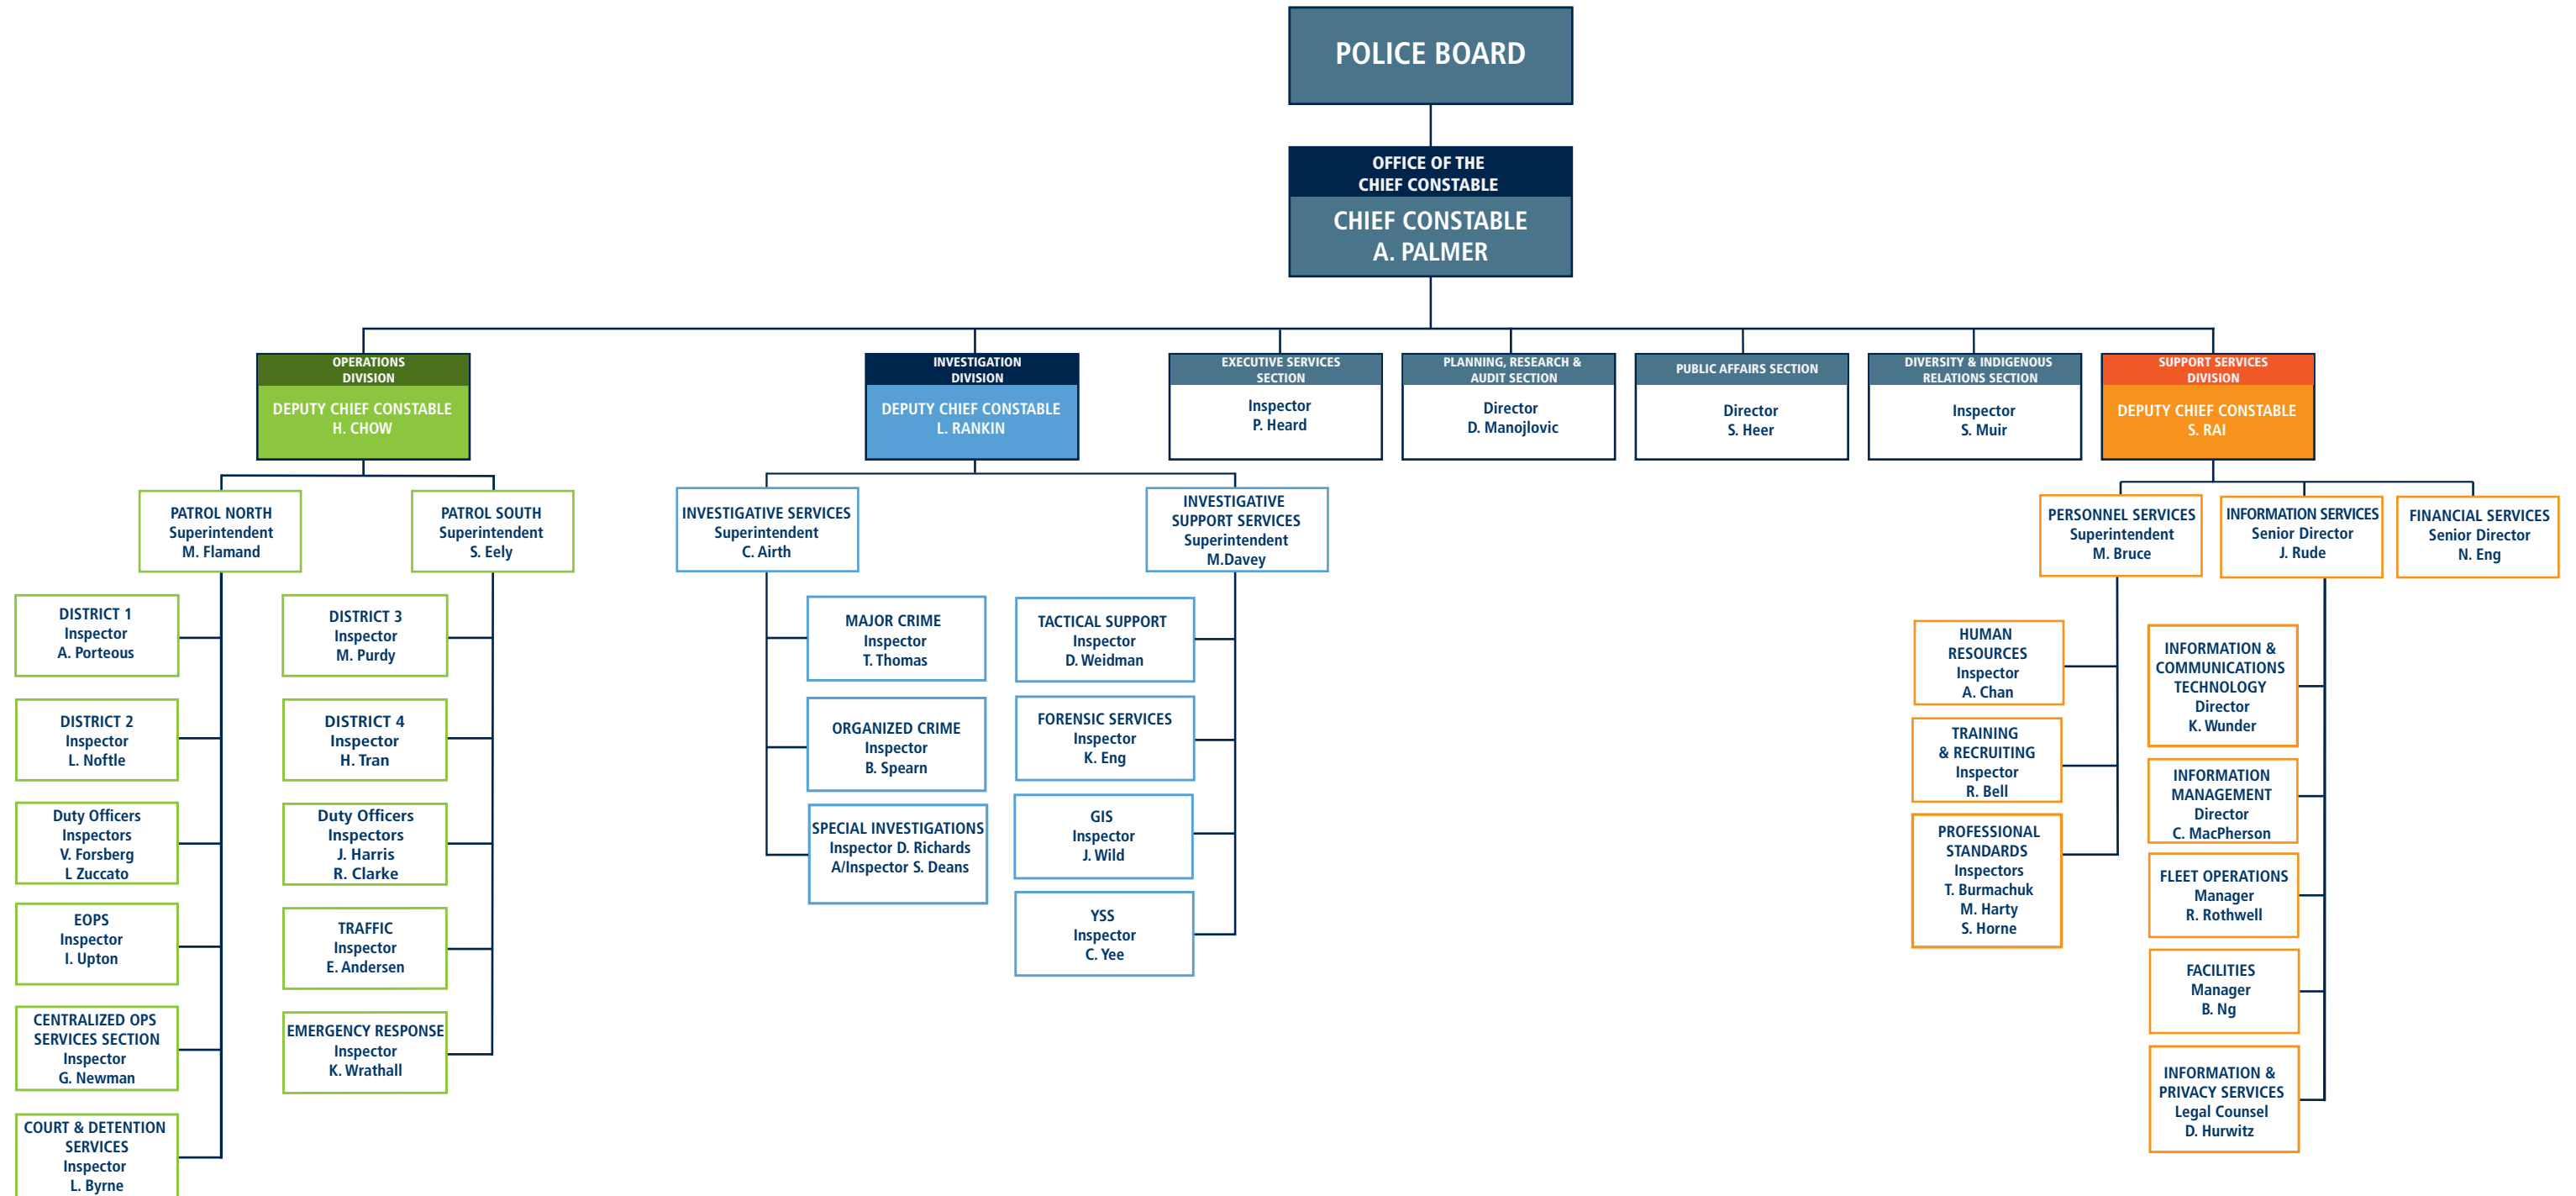 POLICE BOARD
OFFICE OF THE
CHIEF CONSTABLE
CHIEF CONSTABLE
A. PALMER
OPERATIONS
DIVISION
DEPUTY CHIEF CONSTABLE
H. CHOW
INVESTIGATION
DIVISION
DEPUTY CHIEF CONSTABLE
L. RANKIN
EXECUTIVE SERVICES
SECTION
Inspector
P. Heard
PLANNING, RESEARCH &
AUDIT SECTION
Director
D. Manojlovic
PUBLIC AFFAIRS SECTION
Director
S. Heer
DIVERSITY & INDIGENOUS
RELATIONS SECTION
Inspector
S. Muir
SUPPORT SERVICES
DIVISION
DEPUTY CHIEF CONSTABLE
S. RAI
PATROL NORTH
Superintendent
M. Flamand
PATROL SOUTH
Superintendent
S. Eely
INVESTIGATIVE SERVICES
Superintendent
C. Airth
INVESTIGATIVE
SUPPORT SERVICES
Superintendent
M.Davey
PERSONNEL SERVICES
Superintendent
M. Bruce
INFORMATION SERVICES
Senior Director
J. Rude
FINANCIAL SERVICES
Senior Director
N. Eng
DISTRICT 1
Inspector
A. Porteous
DISTRICT 2
Inspector
L. Noftle
Duty Officers
Inspectors
V. Forsberg
L Zuccato
EOPS
Inspector
I. Upton
CENTRALIZED OPS
SERVICES SECTION
Inspector
G. Newman
COURT & DETENTION
SERVICES
Inspector
L. Byrne
DISTRICT 3
Inspector
M. Purdy
DISTRICT 4
Inspector
H. Tran
Duty Officers
Inspectors
J. Harris
R. Clarke
TRAFFIC
Inspector
E. Andersen
EMERGENCY RESPONSE
Inspector
K. Wrathall
MAJOR CRIME
Inspector
T. Thomas
ORGANIZED CRIME
Inspector
B. Spearn
SPECIAL INVESTIGATIONS
Inspector D. Richards
A/Inspector S. Deans
TACTICAL SUPPORT
Inspector
D. Weidman
FORENSIC SERVICES
Inspector
K. Eng
GIS
Inspector
J. Wild
YSS
Inspector
C. Yee
HUMAN
RESOURCES
Inspector
A. Chan
TRAINING
& RECRUITING
Inspector
R. Bell
PROFESSIONAL
STANDARDS
Inspectors
T. Burmachuk
M. Harty
S. Horne
INFORMATION &
COMMUNICATIONS
TECHNOLOGY
Director
K. Wunder
INFORMATION
MANAGEMENT
Director
C. MacPherson
FLEET OPERATIONS
Manager
R. Rothwell
FACILITIES
Manager
B. Ng
INFORMATION &
PRIVACY SERVICES
Legal Counsel
D. Hurwitz